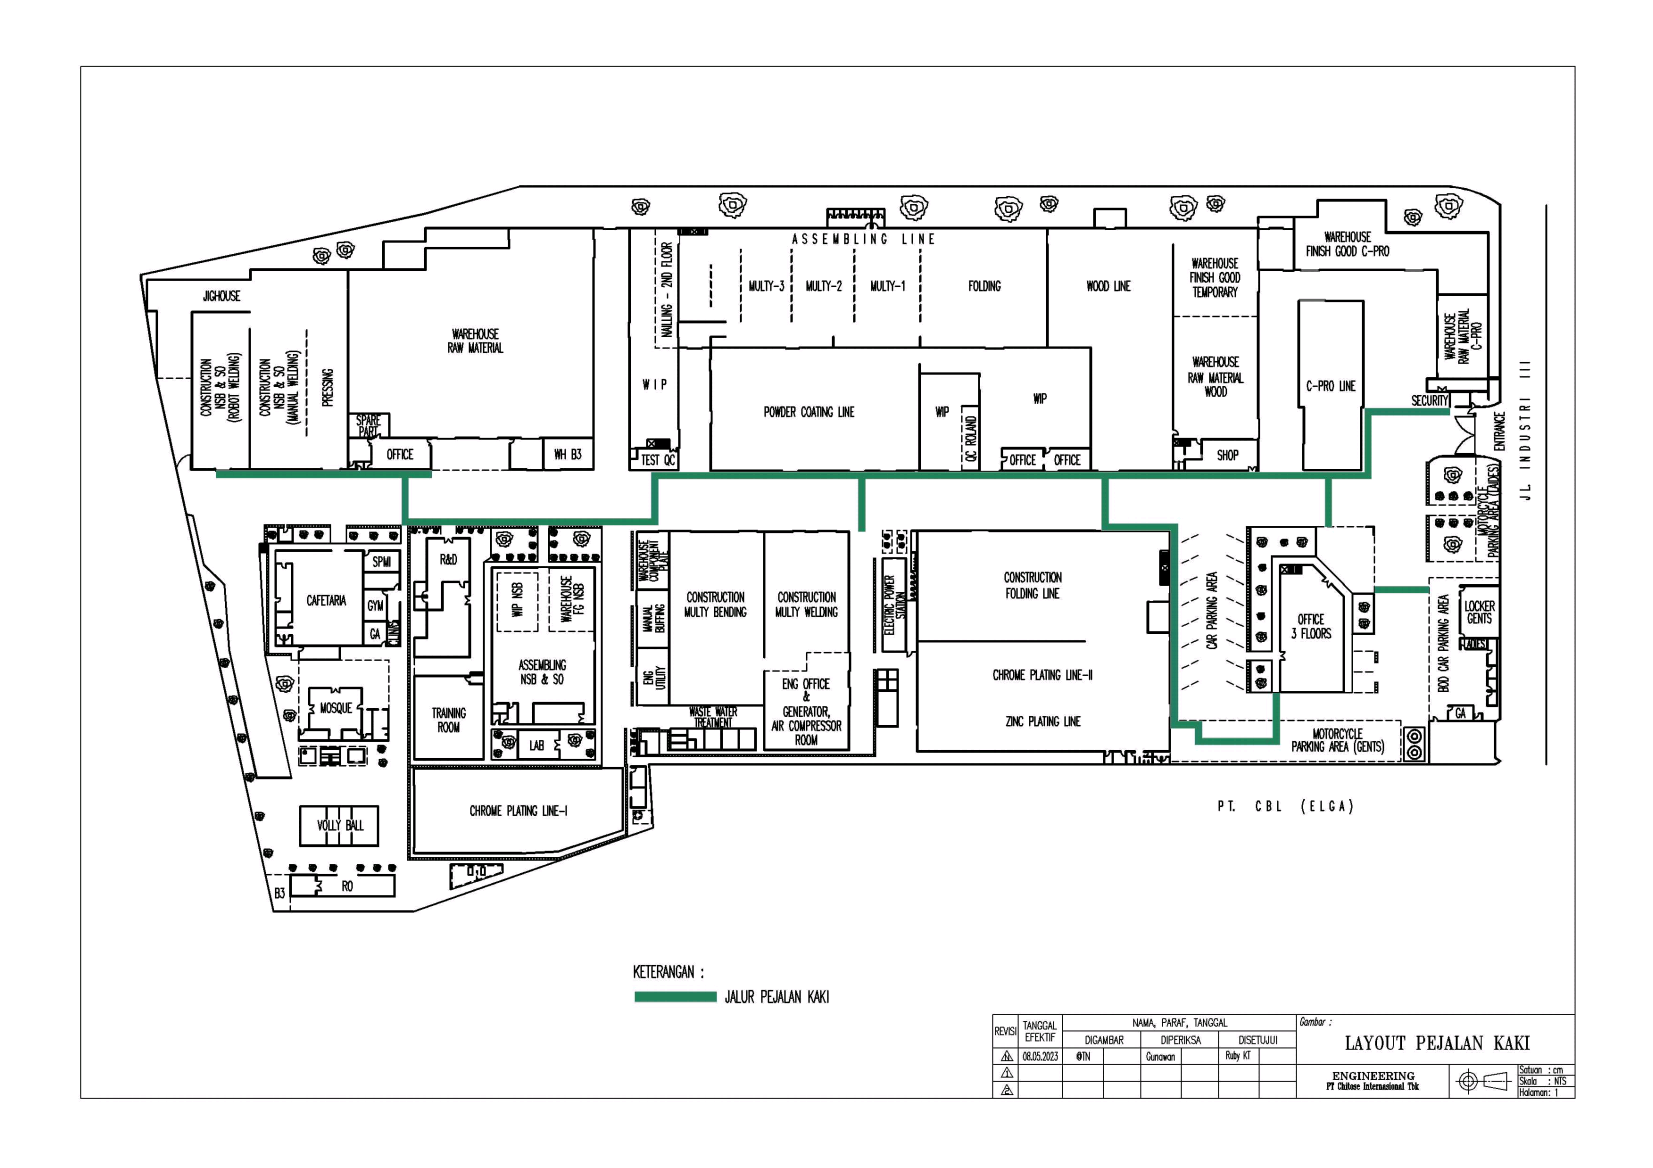 ASSEMBLING LINE
WAREHOUSE
FINISH GOOD C-PRO
JIGHOUSE
NAILLING - 2ND FLOOR
MULTY-3
MULTY-2
MULTY-1
FOLDING
WOOD LINE
WAREHOUSE
FINISH GOOD
TEMPORARY
WAREHOUSE
RAW MATERIAL
C-PRO
WAREHOUSE
RAW MATERIAL
CONSTRUCTION
NSB & SO
(ROBOT WELDING)
CONSTRUCTION
NSB & SO
(MANUAL WELDING)
PRESSING
WIP
POWDER COATING LINE
WIP
WIP
QC ROLAND
WAREHOUSE
RAW MATERIAL
WOOD
C-PRO LINE
SECURITY
ENTRANCE
JL INDUSTRI III
SPARE
PART
OFFICE
WH B3
TEST QC
OFFICE
OFFICE
SHOP
MOTORCYCLE
PARKING AREA (LAIDES)
SPMI
CAFETARIA
GYM
GA
CLINIC
R&D
WIP NSB
WAREHOUSE
FG NSB
ASSEMBLING
NSB & SO
WAREHOUSE
COMPONENT
PLATE
MANUAL
BUFFING
ENG
UTILITY
CONSTRUCTION
MULTY BENDING
CONSTRUCTION
MULTY WELDING
ELECTRIC POWER
STATION
CONSTRUCTION
FOLDING LINE
CHROME PLATING LINE-II
ZINC PLATING LINE
CAR PARKING AREA
OFFICE
3 FLOORS
BOD CAR PARKING AREA
LOCKER
GENTS
LADIES
GA
MOSQUE
TRAINING
ROOM
LAB
WASTE WATER
TREATMENT
ENG OFFICE
&
GENERATOR,
AIR COMPRESSOR
ROOM
MOTORCYCLE
PARKING AREA (GENTS)
CHROME PLATING LINE-I
VOLLY BALL
RO
B3
PT. CBL (ELGA)
KETERANGAN :
JALUR PEJALAN KAKI
REVISI
TANGGAL
EFEKTIF
NAMA, PARAF, TANGGAL
DIGAMBAR
DIPERIKSA
DISETUJUI
08.05.2023
@TN
Gunawan
Ruby KT
1
2
Gambar :
LAYOUT PEJALAN KAKI
ENGINEERING
PT Chitose Internasional Tbk
Satuan : cm
Skala : NTS
Halaman : 1